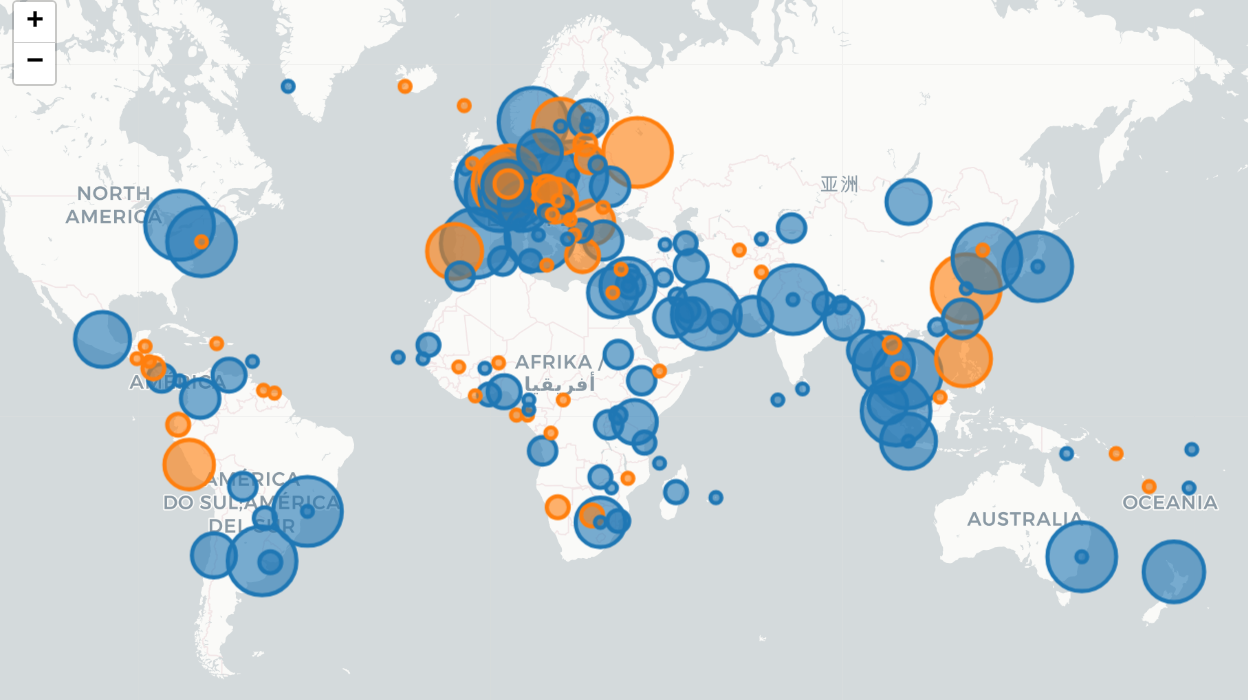 +
−
NORTH
AMERICA
亚洲
AFRIKA /
أفريقيا
AMÉRICA
AMÉRICA
DO SUL/AMÉRICA
DEL SUR
AUSTRALIA
OCEANIA